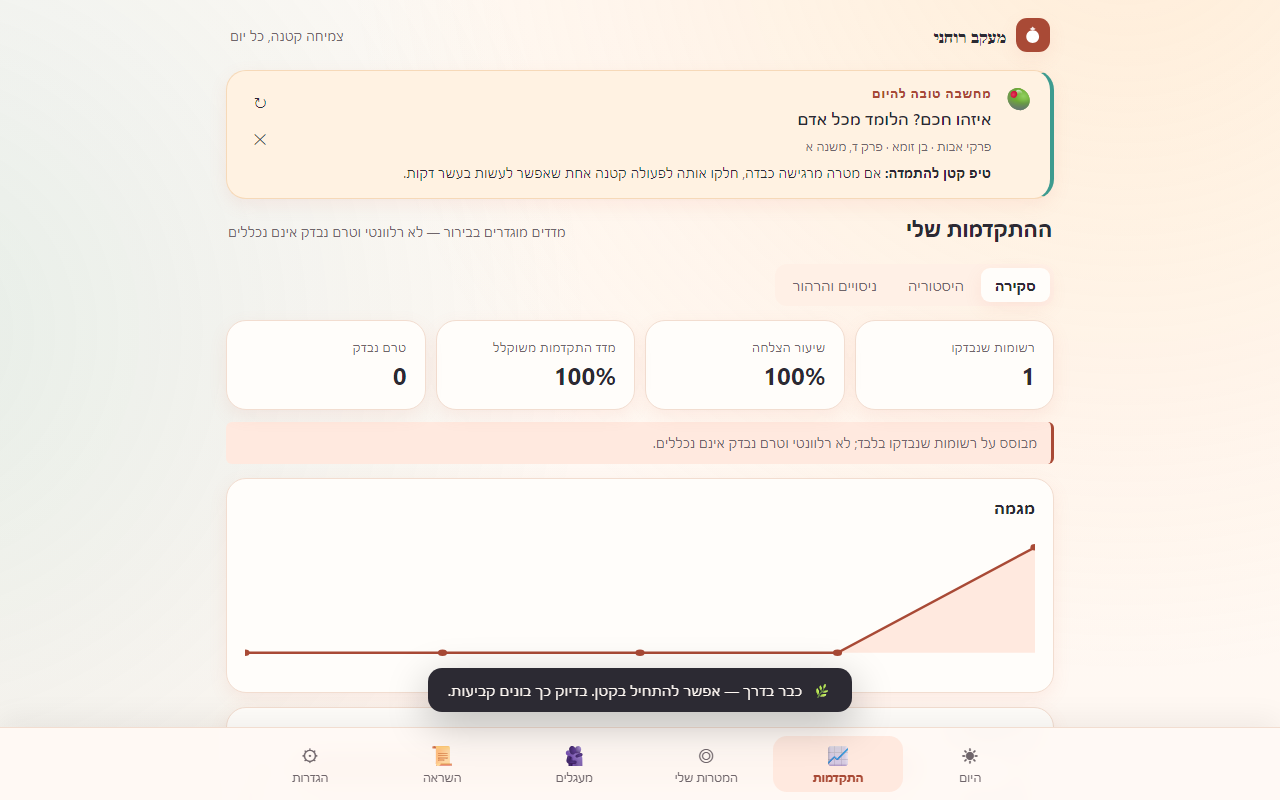 מעקב רוחני
צמיחה קטנה, כל יום
מחשבה טובה להיום
איזהו חכם? הלומד מכל אדם
פרקי אבות · בן זומא · פרק ד, משנה א
טיפ קטן להתמדה: אם מטרה מרגישה כבדה, חלקו אותה לפעולה קטנה אחת שאפשר לעשות בעשר דקות.
ההתקדמות שלי
מדדים מוגדרים בבירור — לא רלוונטי וטרם נבדק אינם נכללים
סקירה
היסטוריה
ניסויים והרהור
רשומות שנבדקו
1
שיעור הצלחה
100%
מדד התקדמות משוקלל
100%
טרם נבדק
0
מבוסס על רשומות שנבדקו בלבד; לא רלוונטי וטרם נבדק אינם נכללים.
מגמה
כבר בדרך — אפשר להתחיל בקטן. בדיוק כך בונים קביעות.
היום
התקדמות
המטרות שלי
מעגלים
השראה
הגדרות